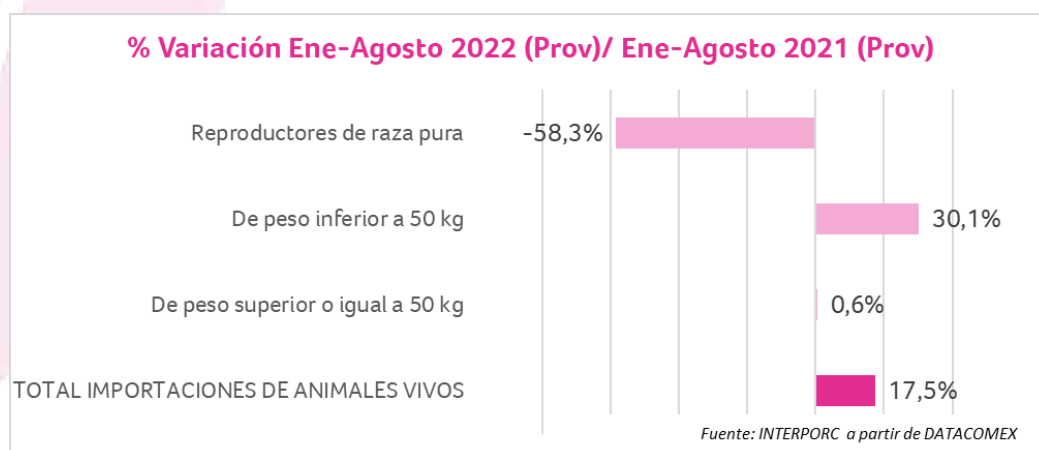 % Variación Ene-Agosto 2022 (Prov)/ Ene-Agosto 2021 (Prov)
Reproductores de raza pura -58,3%
De peso inferior a 50 kg 30,1%
De peso superior o igual a 50 kg 0,6%
TOTAL IMPORTACIONES DE ANIMALES VIVOS 17,5%
Fuente: INTERPORC a partir de DATACOMEX